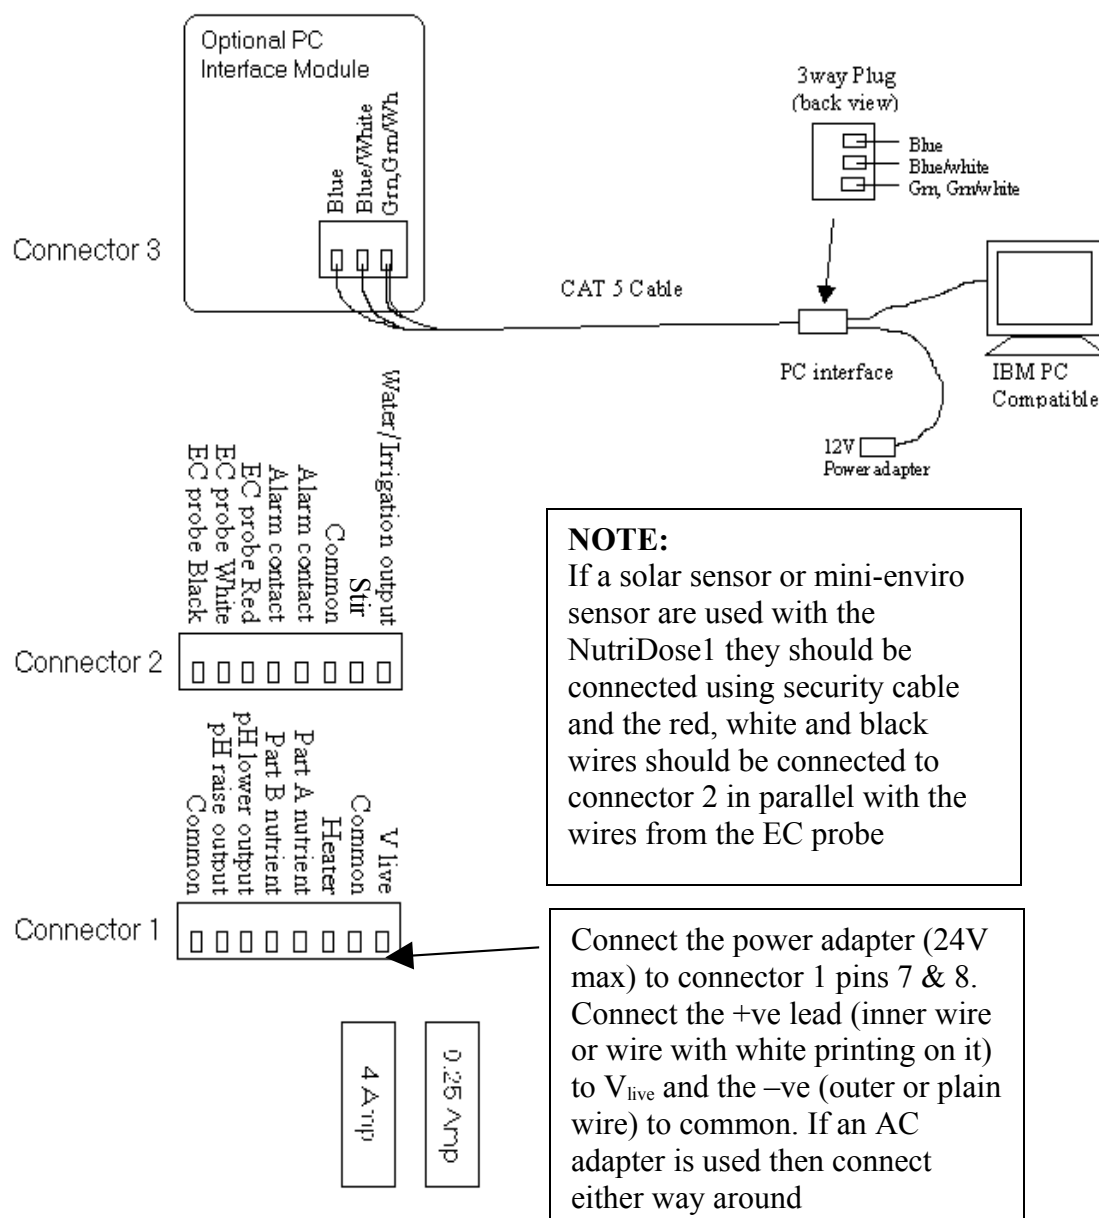 Optional PC
Interface Module
Blue
Blue/White
Grn,Grn/Wh
Connector 3
3way Plug
(back view)
Blue
Blue/white
Grn, Grn/white
CAT 5 Cable
PC interface
IBM PC
Compatible
12V
Power adapter
EC probe Black
EC probe White
EC probe Red
Alarm contact
Alarm contact
Common
Stir
Water/Irrigation output
Connector 2
NOTE:
If a solar sensor or mini-enviro
sensor are used with the
NutriDose1 they should be
connected using security cable
and the red, white and black
wires should be connected to
connector 2 in parallel with the
wires from the EC probe
Common
pH raise output
pH lower output
Part B nutrient
Part A nutrient
Heater
Common
V live
Connector 1
Connect the power adapter (24V
max) to connector 1 pins 7 & 8.
Connect the +ve lead (inner wire
or wire with white printing on it)
to Vlive and the –ve (outer or plain
wire) to common. If an AC
adapter is used then connect
either way around
4 Amp
0.25 Amp